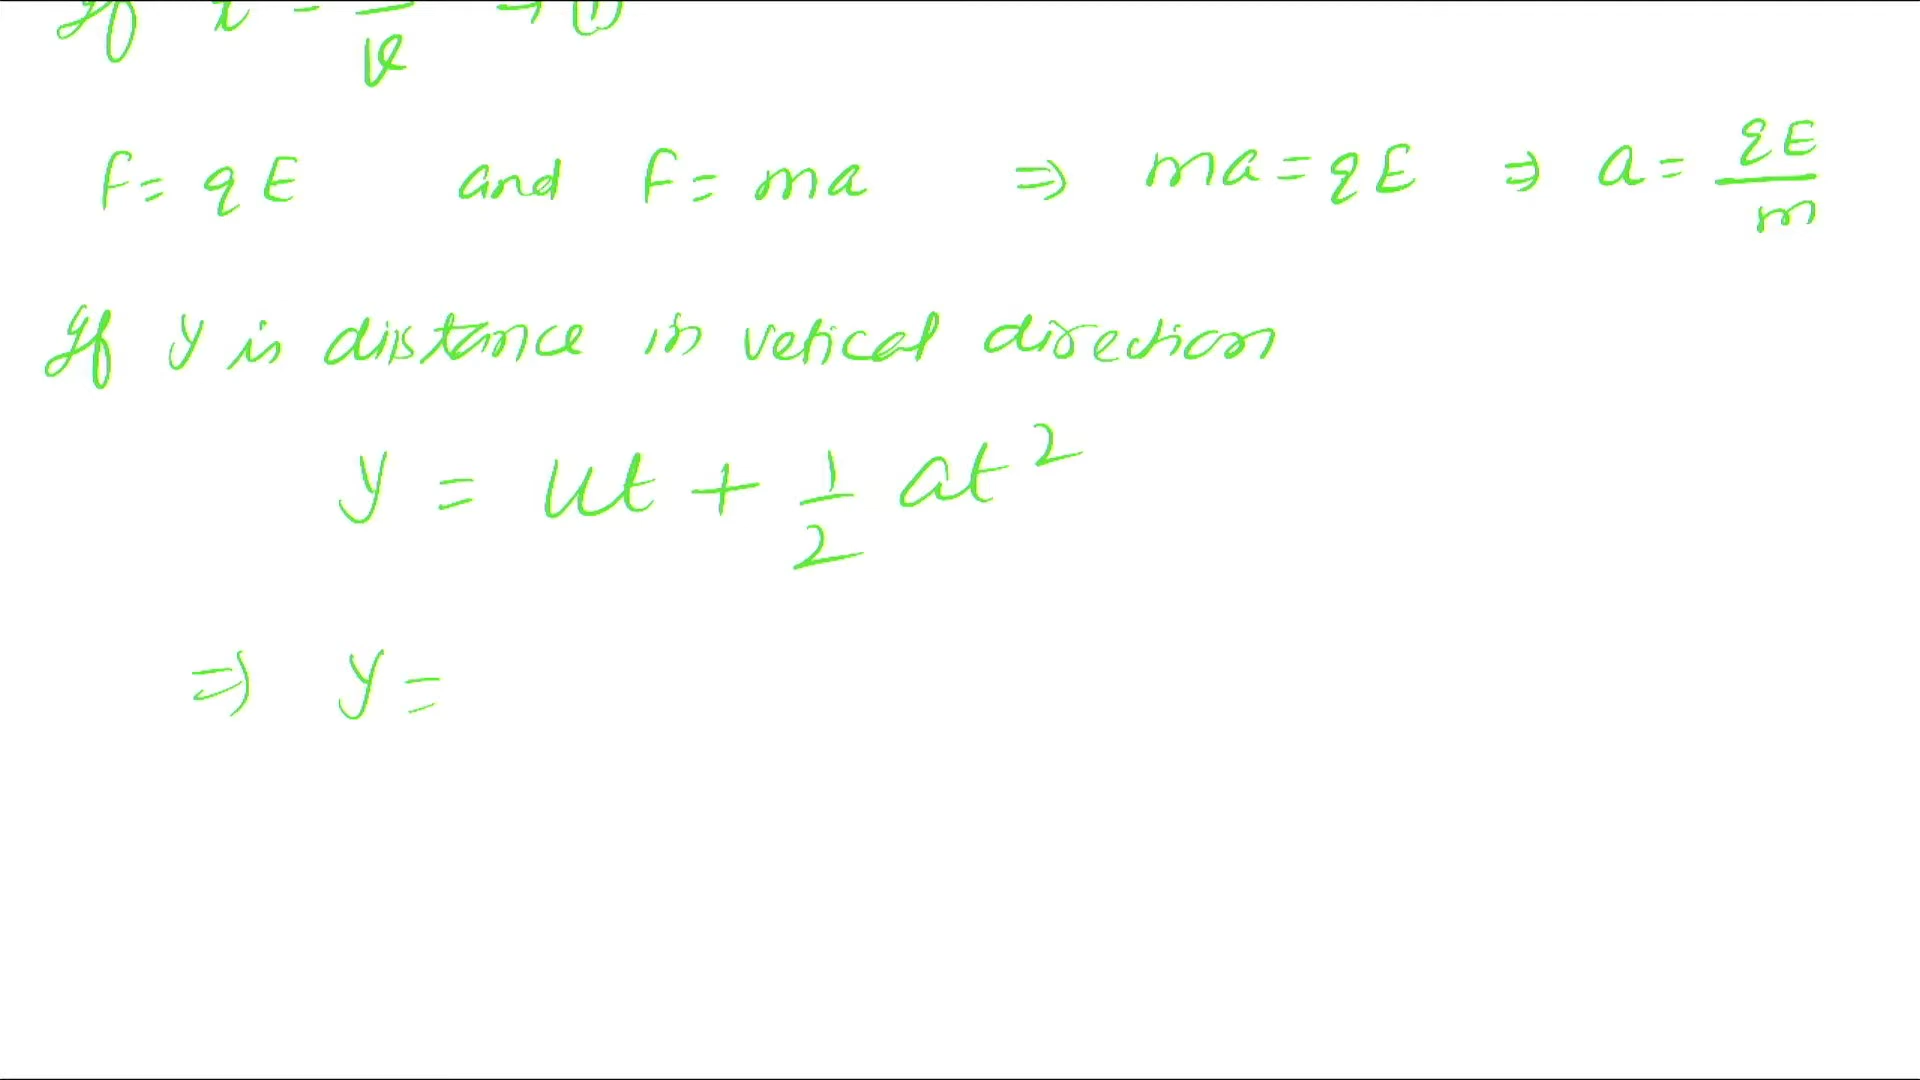 F = qE and F = ma ⇒ ma = qE ⇒ a = qE/m
If y is distance in vetical direction
y = ut + 1/2 at²
⇒ y =